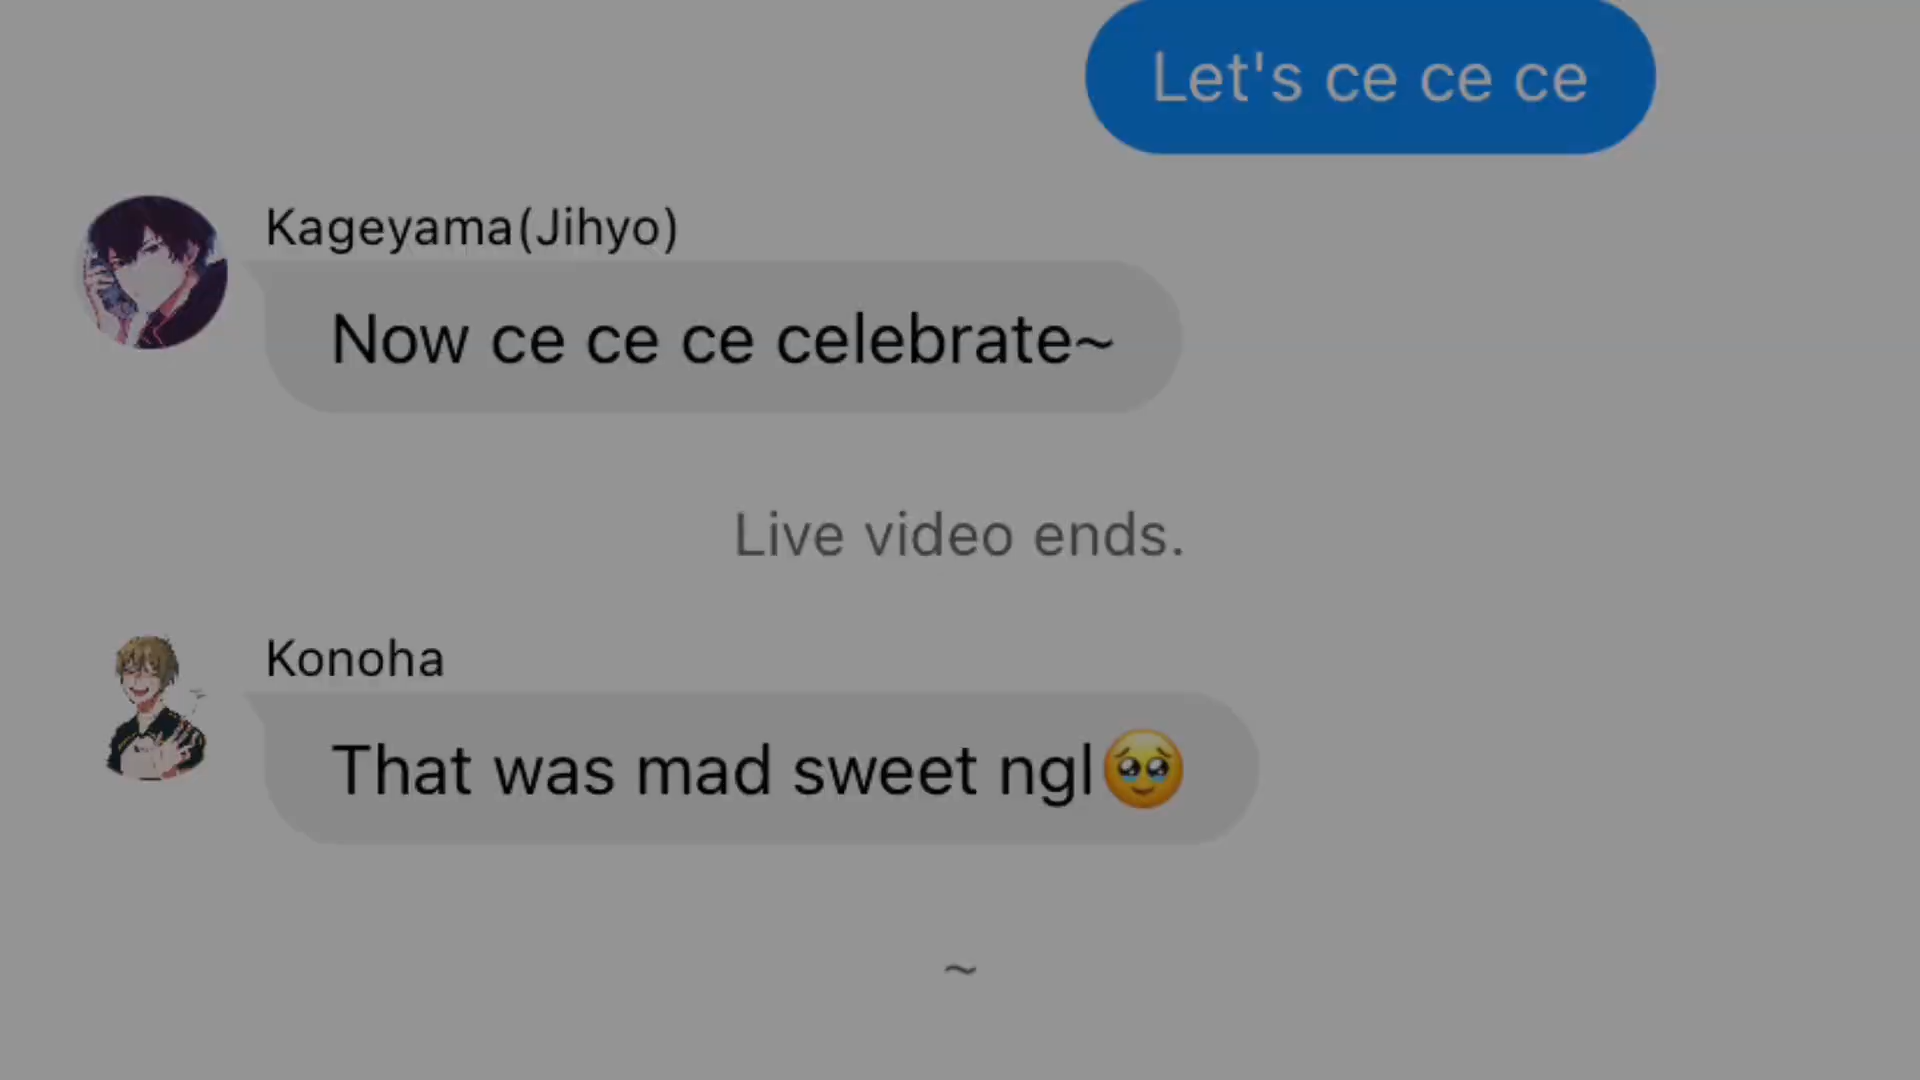 Let's ce ce ce
Kageyama(Jihyo)
Now ce ce ce celebrate~
Live video ends.
Konoha
That was mad sweet ngl🥹
~